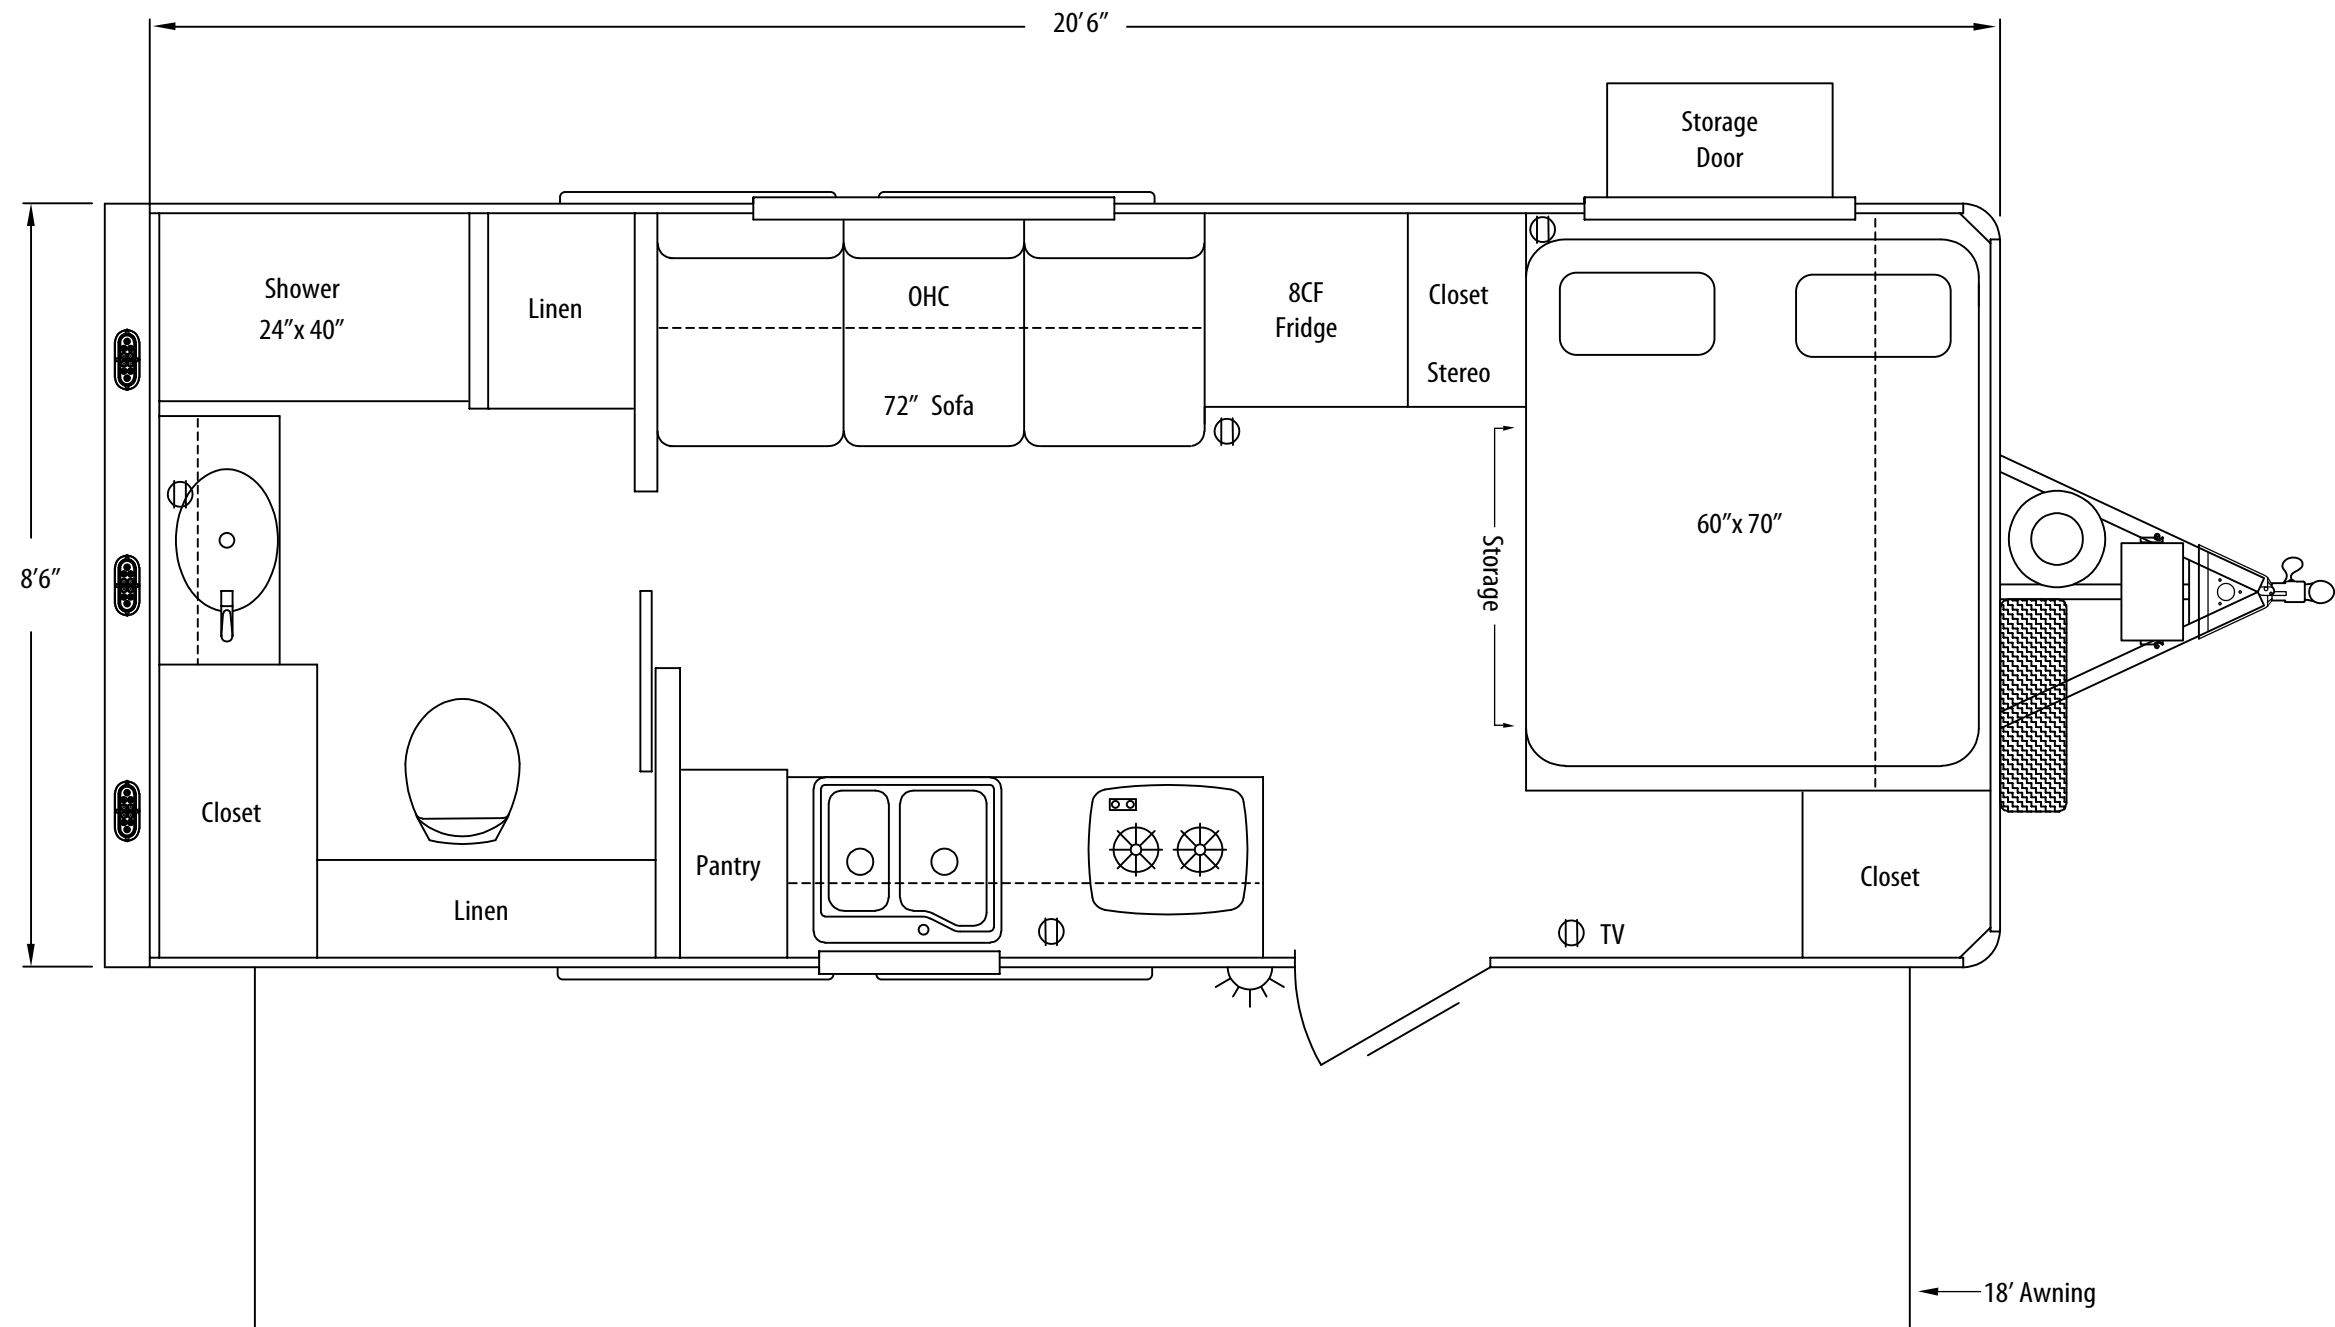 20′ 6″
Storage
Door
Shower
24″x 40″
Linen
OHC
72″ Sofa
8CF
Fridge
Closet
Stereo
60″x 70″
Storage
8′6″
Closet
Linen
Pantry
TV
Closet
18′ Awning